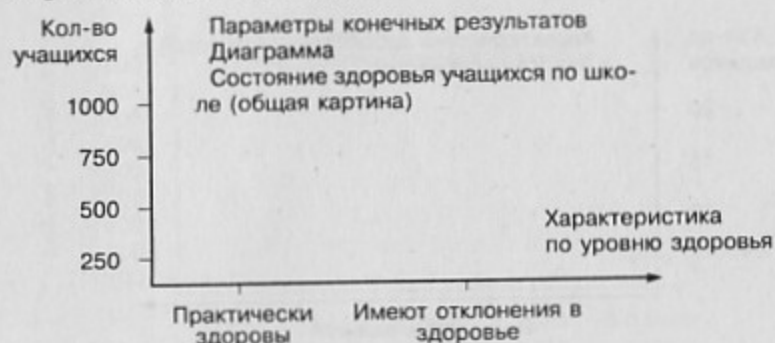 Кол-во
учащихся
Параметры конечных результатов
Диаграмма
Состояние здоровья учащихся по шко-
ле (общая картина)
1000
750
500
250
Характеристика
по уровню здоровья
Практически
здоровы
Имеют отклонения в
здоровье